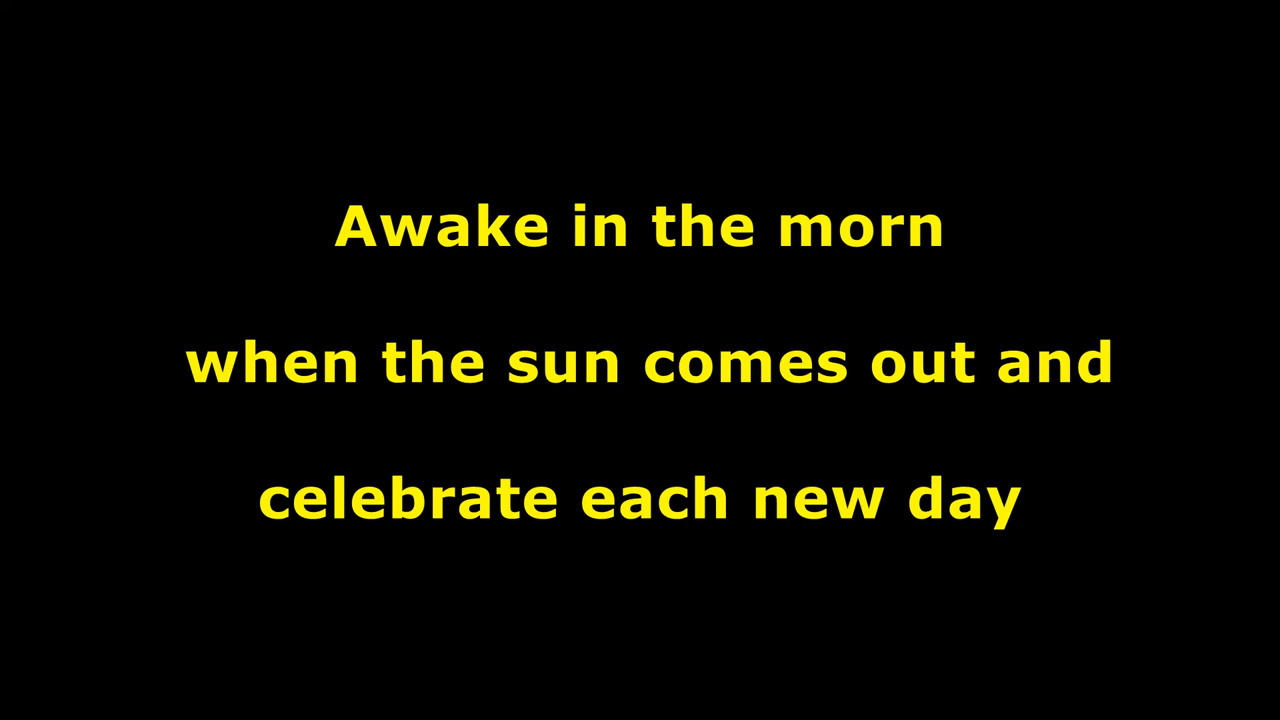 Awake in the morn
when the sun comes out and
celebrate each new day